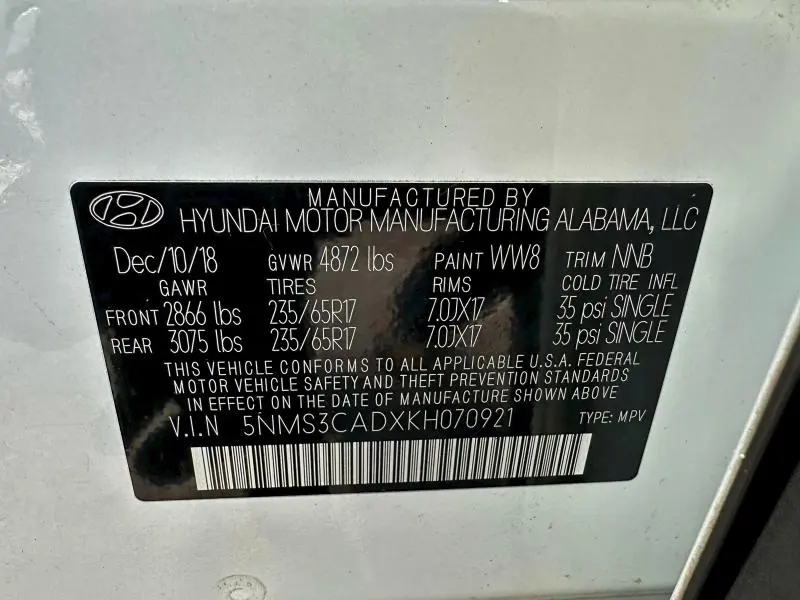 MANUFACTURED BY
HYUNDAI MOTOR MANUFACTURING ALABAMA, LLC
Dec/10/18 GVWR 4872 lbs PAINT WW8 TRIM NNB
GAWR TIRES RIMS COLD TIRE INFL
FRONT 2866 lbs 235/65R17 7.0JX17 35 psi SINGLE
REAR 3075 lbs 235/65R17 7.0JX17 35 psi SINGLE
THIS VEHICLE CONFORMS TO ALL APPLICABLE U.S.A. FEDERAL
MOTOR VEHICLE SAFETY AND THEFT PREVENTION STANDARDS
IN EFFECT ON THE DATE OF MANUFACTURE SHOWN ABOVE
V.I.N 5NMS3CADXKH070921 TYPE: MPV